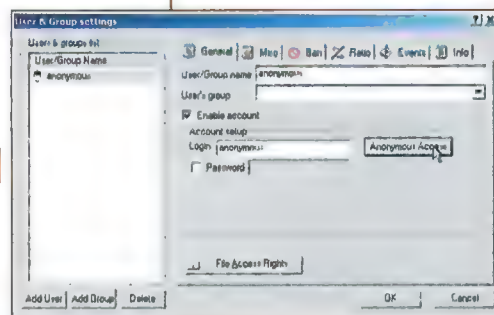 User & Group settings
User & groups list
User/Group Name
anonymous
General Misc Ban Ratio Events Info
User/Group name anonymous
User's group
Enable account
Account setup
Login anonymous
Anonymous Access
Password
File Access Rights
Add User Add Group Delete
OK Cancel